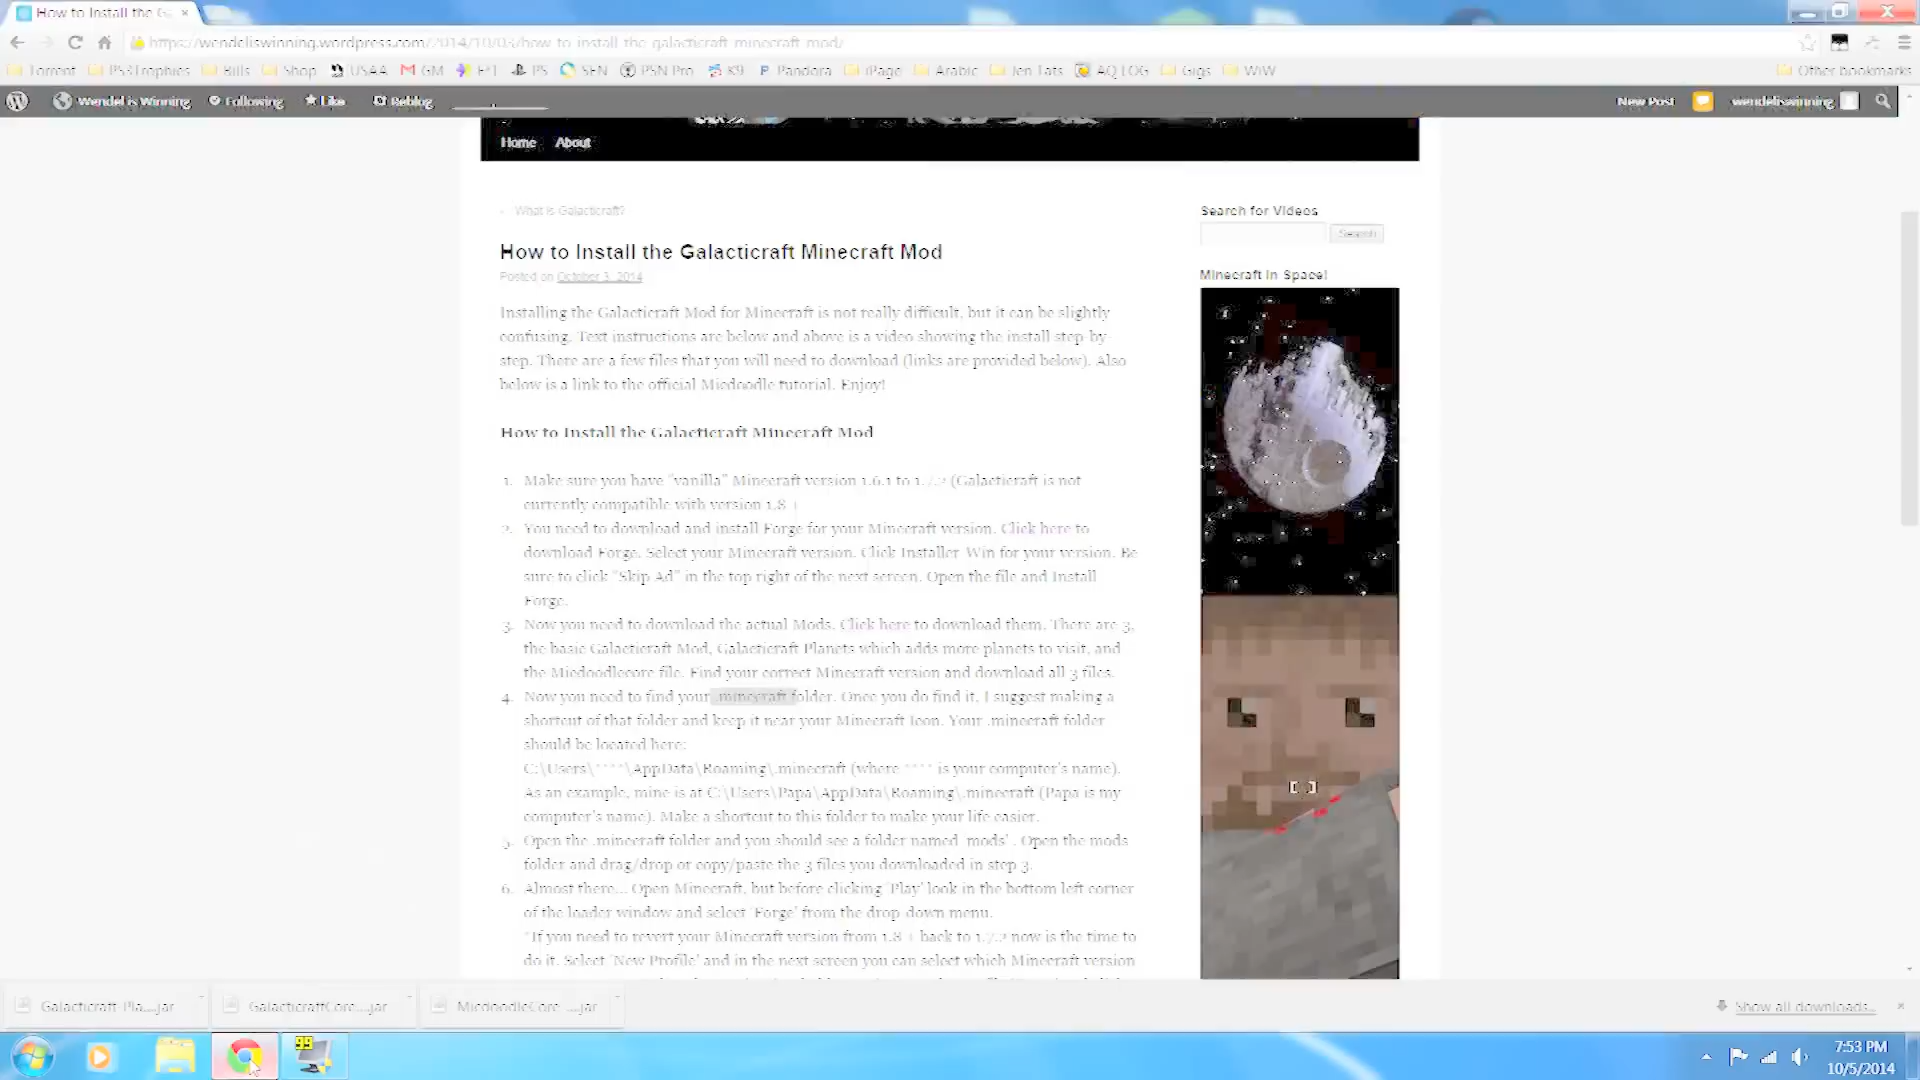 How to Install the G
https://wendeliswinning.wordpress.com/2014/10/03/how-to-install-the-galacticraft-minecraft-mod/
Torrent PS3Trophies Bills Shop USAA GM PS SEN PSN Pro K9 Pandora iPage Arabic Jen Tats AQ LOG Gigs WiW Other bookmarks
Wendel is Winning Following Like Reblog New Post wendeliswinning
Home About
← What is Galacticraft?
Search for Videos
Search
How to Install the Galacticraft Minecraft Mod
Posted on October 3, 2014
Minecraft in Space!
Installing the Galacticraft Mod for Minecraft is not really difficult, but it can be slightly
confusing. Text instructions are below and above is a video showing the install step-by-
step. There are a few files that you will need to download (links are provided below). Also
below is a link to the official Micdoodle tutorial. Enjoy!
How to Install the Galacticraft Minecraft Mod
1. Make sure you have "vanilla" Minecraft version 1.6.1 to 1.7.2 (Galacticraft is not
currently compatible with version 1.8 +
2. You need to download and install Forge for your Minecraft version. Click here to
download Forge. Select your Minecraft version. Click Installer-Win for your version. Be
sure to click "Skip Ad" in the top right of the next screen. Open the file and Install
Forge.
3. Now you need to download the actual Mods. Click here to download them. There are 3,
the basic Galacticraft Mod, Galacticraft Planets which adds more planets to visit, and
the Micdoodlecore file. Find your correct Minecraft version and download all 3 files.
4. Now you need to find your .minecraft folder. Once you do find it, I suggest making a
shortcut of that folder and keep it near your Minecraft Icon. Your .minecraft folder
should be located here:
C:\Users\****\AppData\Roaming\.minecraft (where **** is your computer's name).
As an example, mine is at C:\Users\Papa\AppData\Roaming\.minecraft (Papa is my
computer's name). Make a shortcut to this folder to make your life easier.
5. Open the .minecraft folder and you should see a folder named 'mods'. Open the mods
folder and drag/drop or copy/paste the 3 files you downloaded in step 3.
6. Almost there... Open Minecraft, but before clicking 'Play' look in the bottom left corner
of the loader window and select 'Forge' from the drop-down menu.
*If you need to revert your Minecraft version from 1.8 + back to 1.7.2 now is the time to
do it. Select 'New Profile' and in the next screen you can select which Minecraft version
Galacticraft-Pla....jar GalacticraftCore-....jar MicdoodleCore-....jar Show all downloads...
99
7:53 PM
10/5/2014